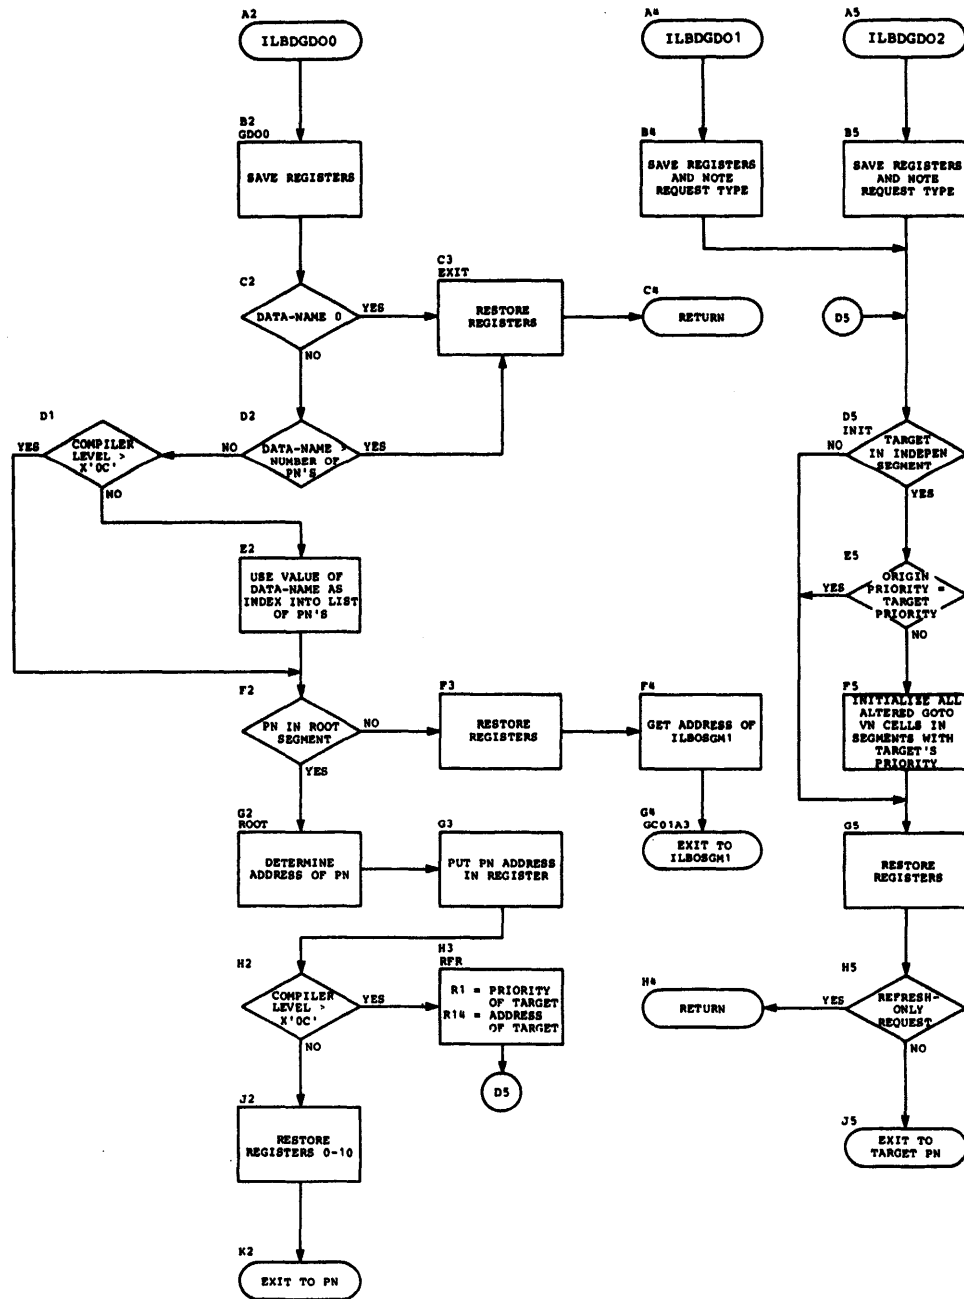 A2
ILBDGDO0
A4
ILBDGDO1
A5
ILBDGDO2
B2
GDO0
SAVE REGISTERS
B4
SAVE REGISTERS
AND NOTE
REQUEST TYPE
B5
SAVE REGISTERS
AND NOTE
REQUEST TYPE
C2
DATA-NAME 0
YES
NO
C3
EXIT
RESTORE
REGISTERS
C4
RETURN
D5
D1
YES
COMPILER
LEVEL >
X'0C'
NO
D2
NO
DATA-NAME >
NUMBER OF
PN'S
YES
D5
INIT
NO
TARGET
IN INDEPEN
SEGMENT
YES
E2
USE VALUE OF
DATA-NAME AS
INDEX INTO LIST
OF PN'S
E5
YES
ORIGIN
PRIORITY =
TARGET
PRIORITY
NO
F2
PN IN ROOT
SEGMENT
NO
YES
F3
RESTORE
REGISTERS
F4
GET ADDRESS OF
ILBOSGM1
F5
INITIALIZE ALL
ALTERED GOTO
VN CELLS IN
SEGMENTS WITH
TARGET'S
PRIORITY
G2
ROOT
DETERMINE
ADDRESS OF PN
G3
PUT PN ADDRESS
IN REGISTER
G4
GC01A3
EXIT TO
ILBOSGM1
G5
RESTORE
REGISTERS
H2
COMPILER
LEVEL >
X'0C'
YES
NO
H3
RFR
R1 = PRIORITY
OF TARGET
R14 = ADDRESS
OF TARGET
D5
H4
RETURN
H5
YES
REFRESH-
ONLY
REQUEST
NO
J2
RESTORE
REGISTERS 0-10
J5
EXIT TO
TARGET PN
K2
EXIT TO PN